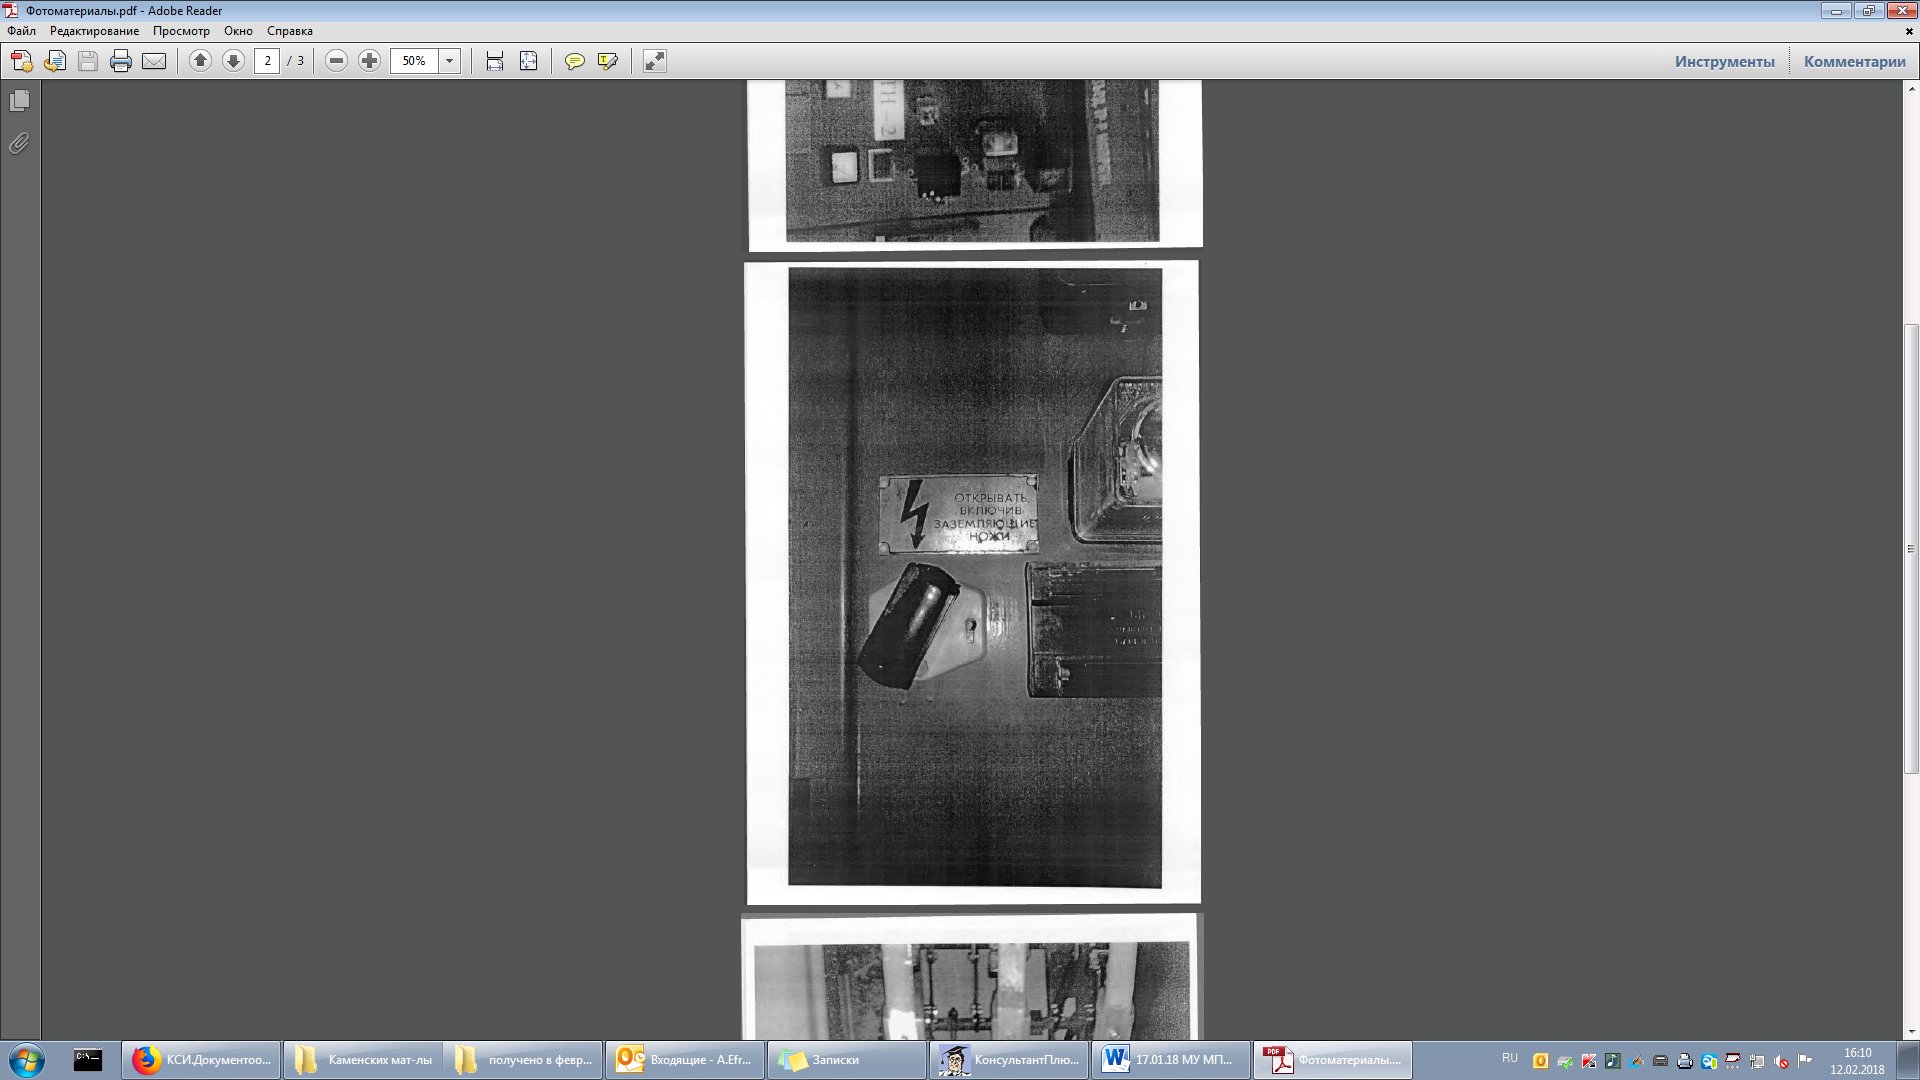 Фотоматериалы.pdf - Adobe Reader
Файл Редактирование Просмотр Окно Справка
2 / 3 50% Инструменты Комментарии
ОТКРЫВАТЬ,
ВКЛЮЧИВ
ЗАЗЕМЛЯЮЩИЕ
НОЖИ
КСИ.Документоо... Каменских мат-лы получено в февр... Входящие - A.Efr... Записки КонсультантПлю... 17.01.18 МУ МП... Фотоматериалы.... RU 16:10
12.02.2018